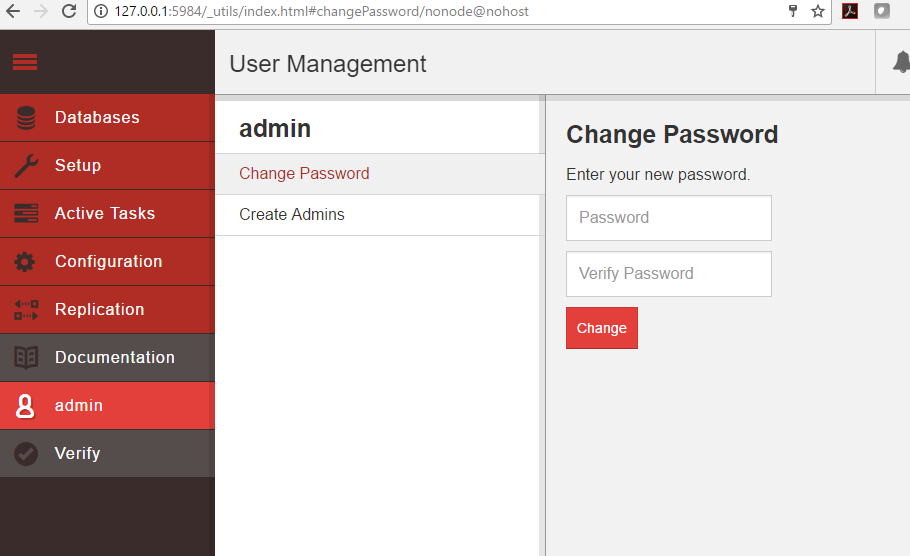 127.0.0.1:5984/_utils/index.html#changePassword/nonode@nohost
User Management
Databases
Setup
Active Tasks
Configuration
Replication
Documentation
admin
Verify
admin
Change Password
Create Admins
Change Password
Enter your new password.
Password
Verify Password
Change